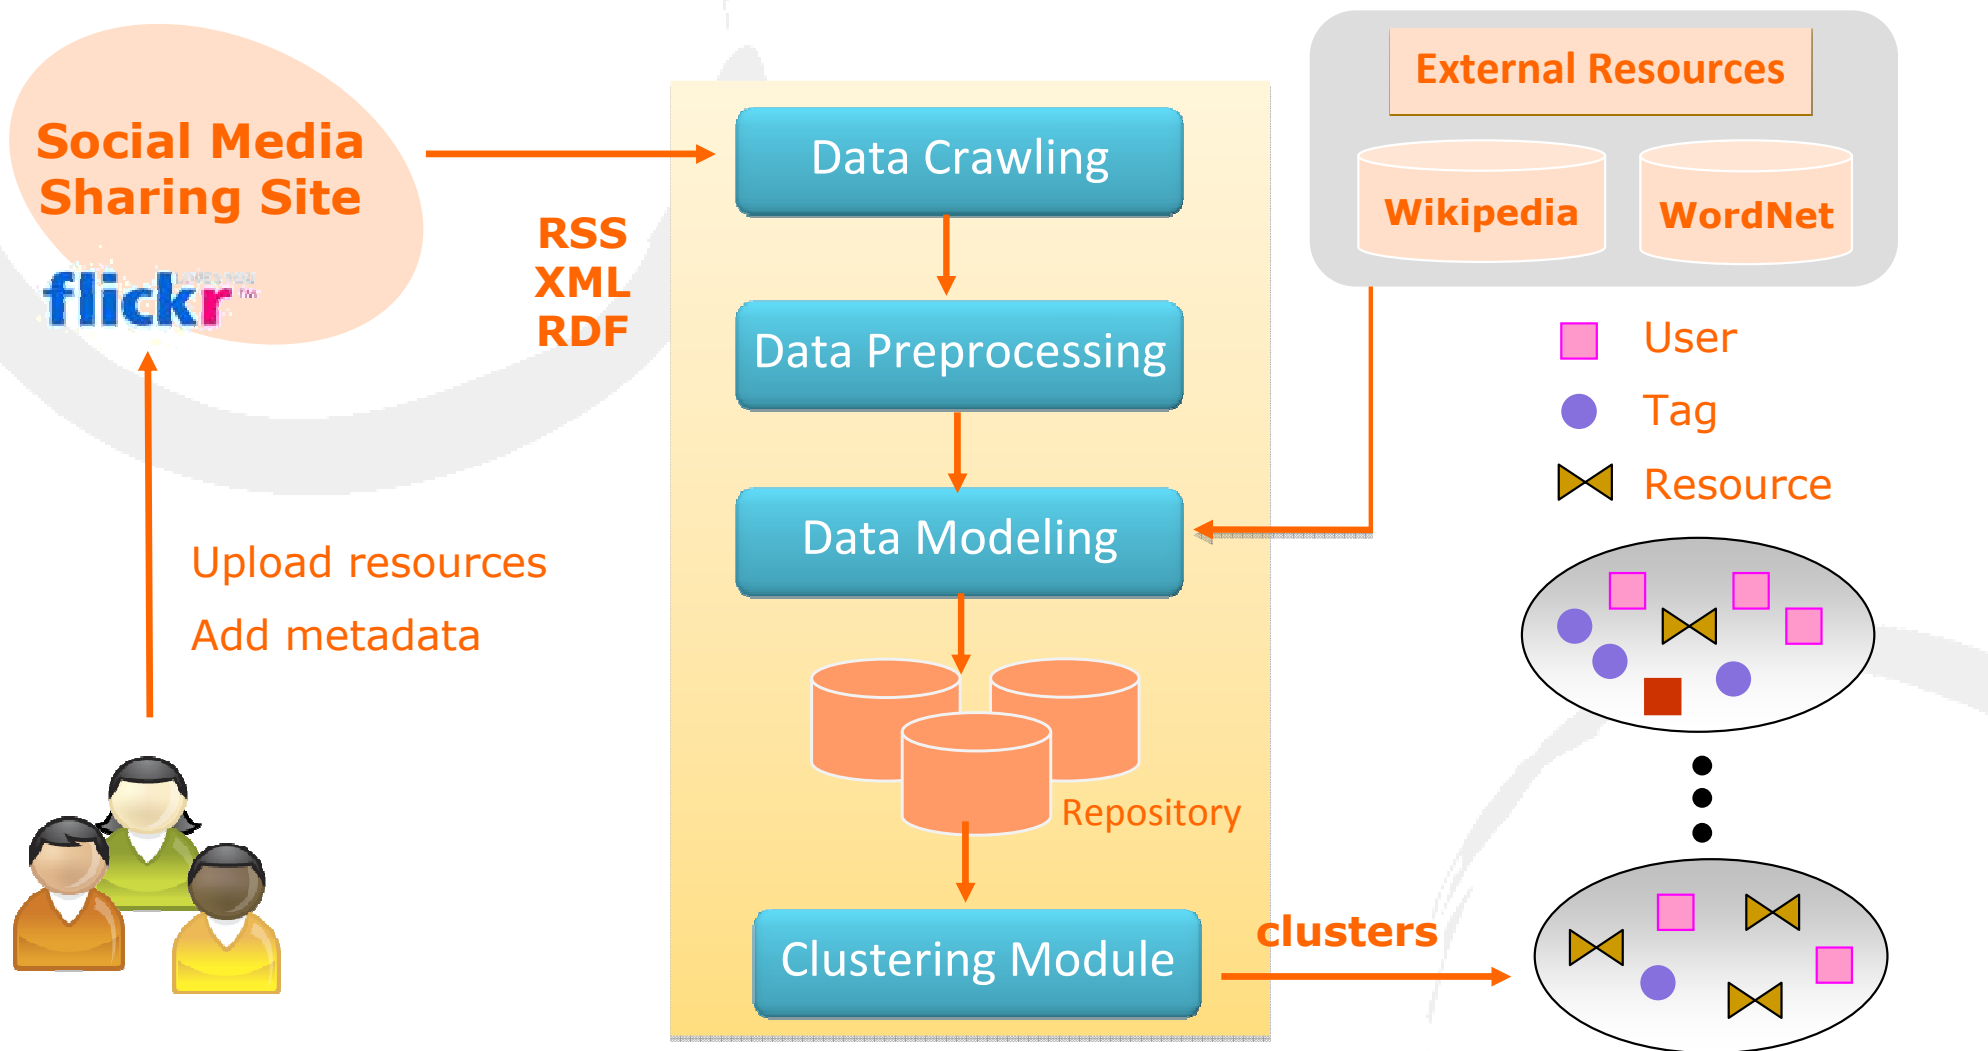 Social Media
Sharing Site
flickr™
RSS
XML
RDF
Upload resources
Add metadata
Data Crawling
Data Preprocessing
Data Modeling
Repository
Clustering Module
clusters
External Resources
Wikipedia
WordNet
User
Tag
Resource